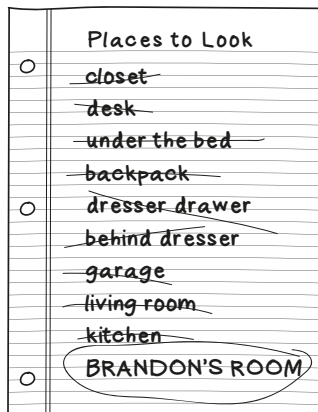 Places to Look
closet
desk
under the bed
backpack
dresser drawer
behind dresser
garage
living room
kitchen
BRANDON'S ROOM